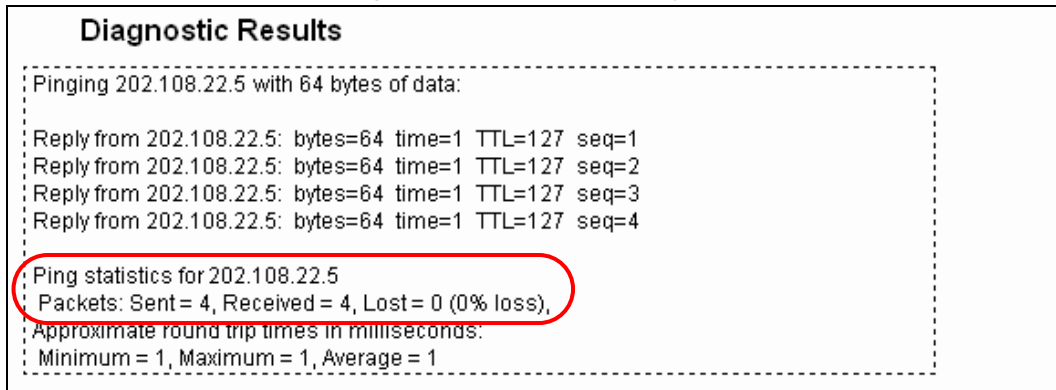 Diagnostic Results
Pinging 202.108.22.5 with 64 bytes of data:
Reply from 202.108.22.5: bytes=64 time=1 TTL=127 seq=1
Reply from 202.108.22.5: bytes=64 time=1 TTL=127 seq=2
Reply from 202.108.22.5: bytes=64 time=1 TTL=127 seq=3
Reply from 202.108.22.5: bytes=64 time=1 TTL=127 seq=4
Ping statistics for 202.108.22.5
Packets: Sent = 4, Received = 4, Lost = 0 (0% loss),
Approximate round trip times in milliseconds:
Minimum = 1, Maximum = 1, Average = 1